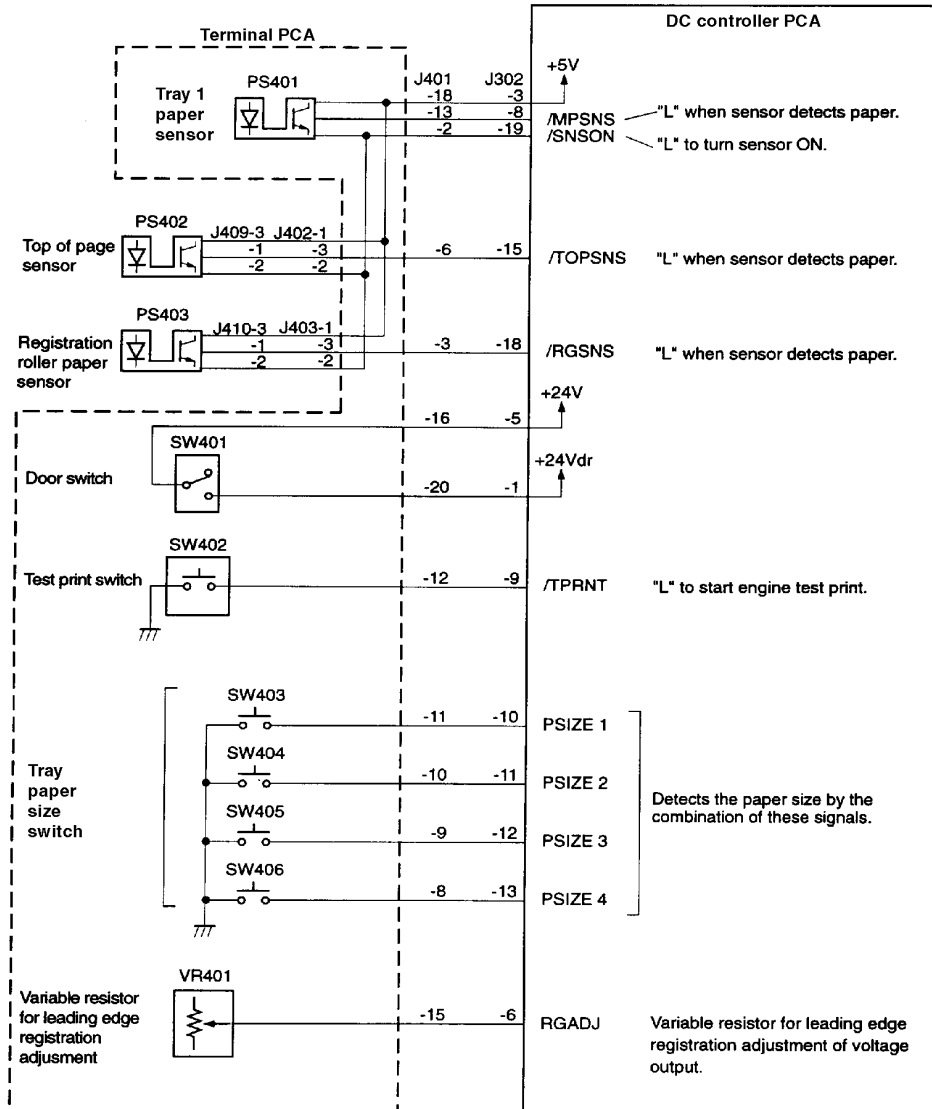 DC controller PCA
Terminal PCA
Tray 1
paper
sensor
PS401
J401
J302
+5V
-18
-3
-13
-8
/MPSNS
"L" when sensor detects paper.
-2
-19
/SNSON
"L" to turn sensor ON.
PS402
Top of page
sensor
J409-3
J402-1
-1
-3
-2
-2
-6
-15
/TOPSNS
"L" when sensor detects paper.
PS403
Registration
roller paper
sensor
J410-3
J403-1
-1
-3
-2
-2
-3
-18
/RGSNS
"L" when sensor detects paper.
+24V
-16
-5
SW401
Door switch
+24Vdr
-20
-1
SW402
Test print switch
-12
-9
/TPRNT
"L" to start engine test print.
Tray
paper
size
switch
SW403
-11
-10
PSIZE 1
SW404
-10
-11
PSIZE 2
SW405
-9
-12
PSIZE 3
SW406
-8
-13
PSIZE 4
Detects the paper size by the
combination of these signals.
VR401
Variable resistor
for leading edge
registration
adjusment
-15
-6
RGADJ
Variable resistor for leading edge
registration adjustment of voltage
output.